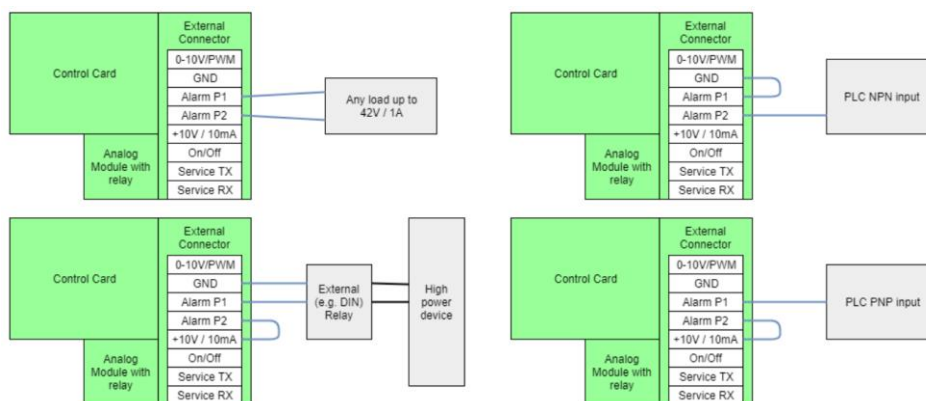 External
Connector
Control Card
0-10V/PWM
GND
Alarm P1
Alarm P2
+10V / 10mA
On/Off
Service TX
Service RX
Analog
Module with
relay
Any load up to
42V / 1A
External
Connector
Control Card
0-10V/PWM
GND
Alarm P1
Alarm P2
+10V / 10mA
On/Off
Service TX
Service RX
Analog
Module with
relay
PLC NPN input
External
Connector
Control Card
0-10V/PWM
GND
Alarm P1
Alarm P2
+10V / 10mA
On/Off
Service TX
Service RX
Analog
Module with
relay
External
(e.g. DIN)
Relay
High
power
device
External
Connector
Control Card
0-10V/PWM
GND
Alarm P1
Alarm P2
+10V / 10mA
On/Off
Service TX
Service RX
Analog
Module with
relay
PLC PNP input